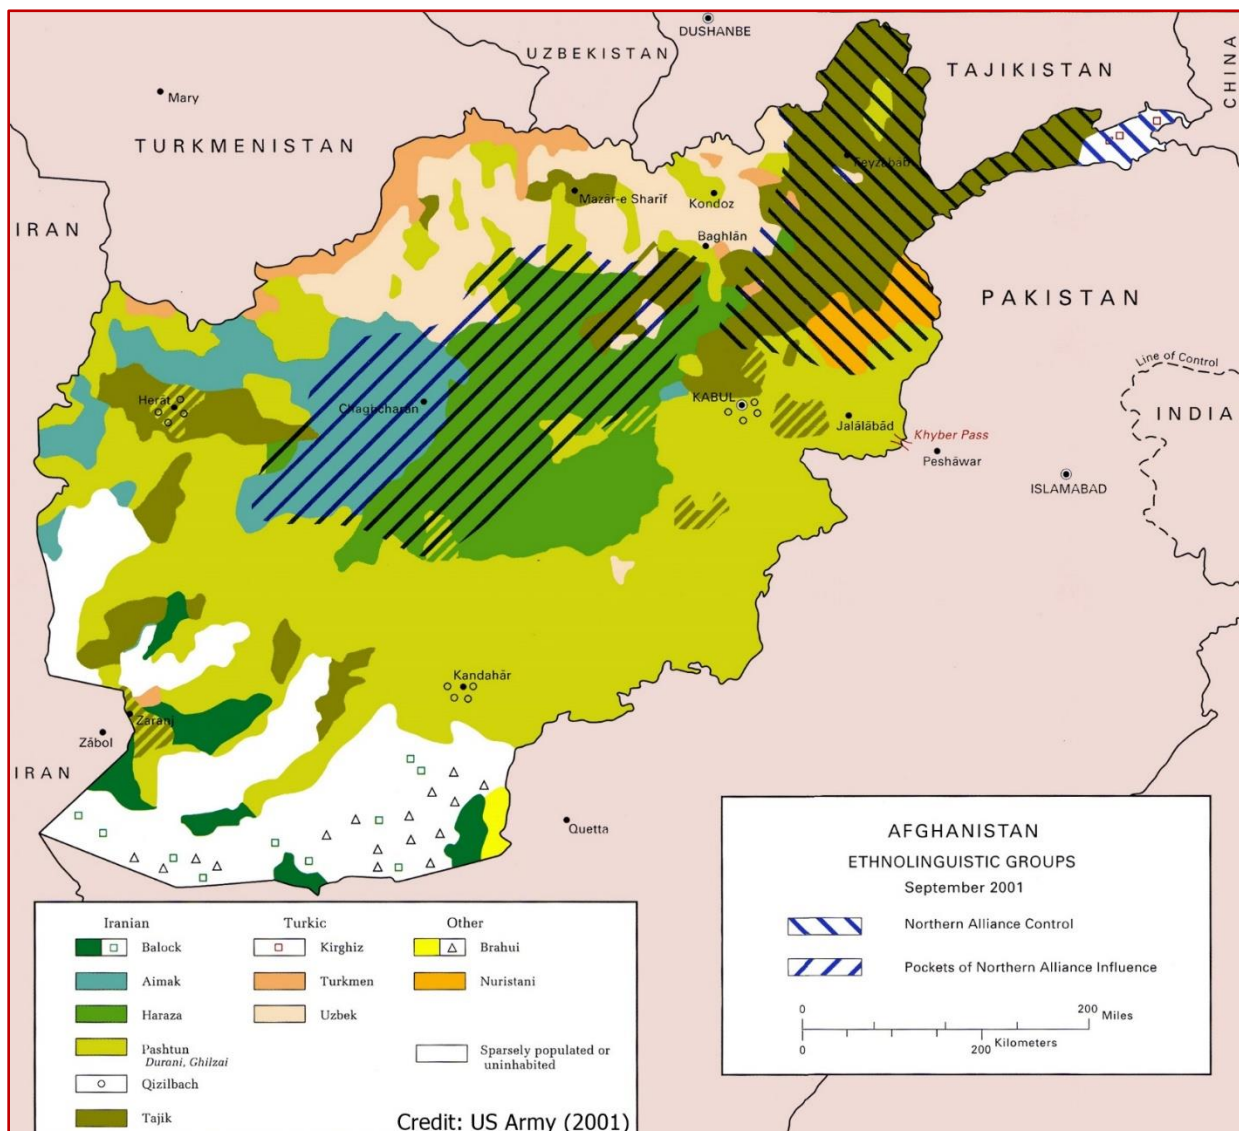 DUSHANBE
UZBEKISTAN
TAJIKISTAN
CHINA
Mary
TURKMENISTAN
Feyzabad
IRAN
Mazār-e Sharīf
Kondoz
Baghlān
PAKISTAN
Line of Control
Herāt
Chaghcharan
KABUL
INDIA
Jalālābād
Khyber Pass
Peshāwar
ISLAMABAD
Kandahār
Zaranj
Zābol
IRAN
Quetta
AFGHANISTAN
ETHNOLINGUISTIC GROUPS
September 2001
Northern Alliance Control
Pockets of Northern Alliance Influence
0 200 Miles
0 200 Kilometers
Iranian Turkic Other
Balock Kirghiz Brahui
Aimak Turkmen Nuristani
Haraza Uzbek
Pashtun Sparsely populated or
Durani, Ghilzai uninhabited
Qizilbach
Tajik
Credit: US Army (2001)